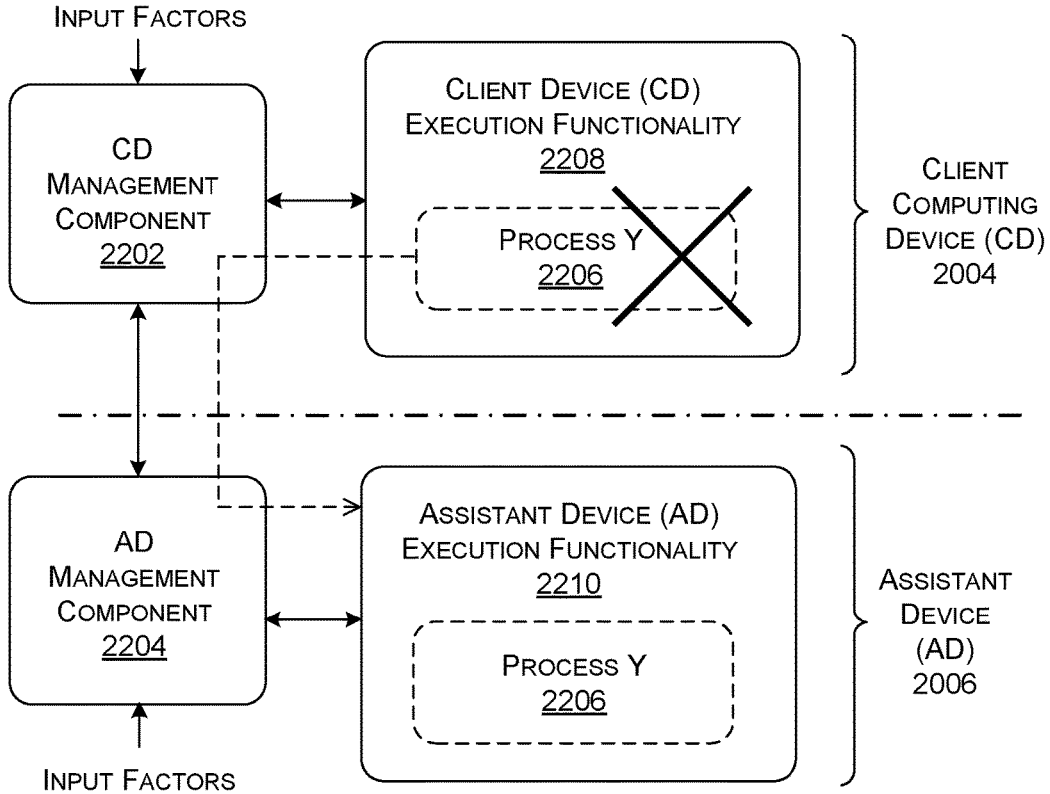 INPUT FACTORS
CD
MANAGEMENT
COMPONENT
2202
CLIENT DEVICE (CD)
EXECUTION FUNCTIONALITY
2208
PROCESS Y
2206
CLIENT
COMPUTING
DEVICE (CD)
2004
AD
MANAGEMENT
COMPONENT
2204
INPUT FACTORS
ASSISTANT DEVICE (AD)
EXECUTION FUNCTIONALITY
2210
PROCESS Y
2206
ASSISTANT
DEVICE
(AD)
2006